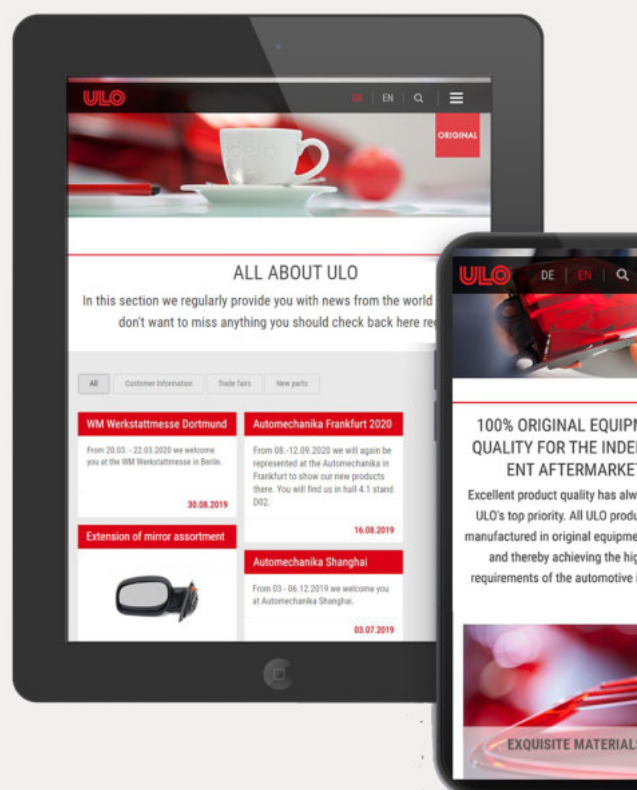 ULO
DE | EN
ORIGINAL
ALL ABOUT ULO
In this section we regularly provide you with news from the world
don't want to miss anything you should check back here reg
All
Customer Information
Trade fairs
New parts
WM Werkstattmesse Dortmund
From 20.03. - 22.03.2020 we welcome
you at the WM Werkstattmesse in Berlin.
30.08.2019
Extension of mirror assortment
Automechanika Frankfurt 2020
From 08.-12.09.2020 we will again be
represented at the Automechanika in
Frankfurt to show our new products
there. You will find us in hall 4.1 stand
D02.
16.08.2019
Automechanika Shanghai
From 03 - 06.12.2019 we welcome you
at Automechanika Shanghai.
03.07.2019
ULO
DE | EN
100% ORIGINAL EQUIPM
QUALITY FOR THE INDE
ENT AFTERMARKET
Excellent product quality has alw
ULO's top priority. All ULO produ
manufactured in original equipme
and thereby achieving the hig
requirements of the automotive i
EXQUISITE MATERIALS